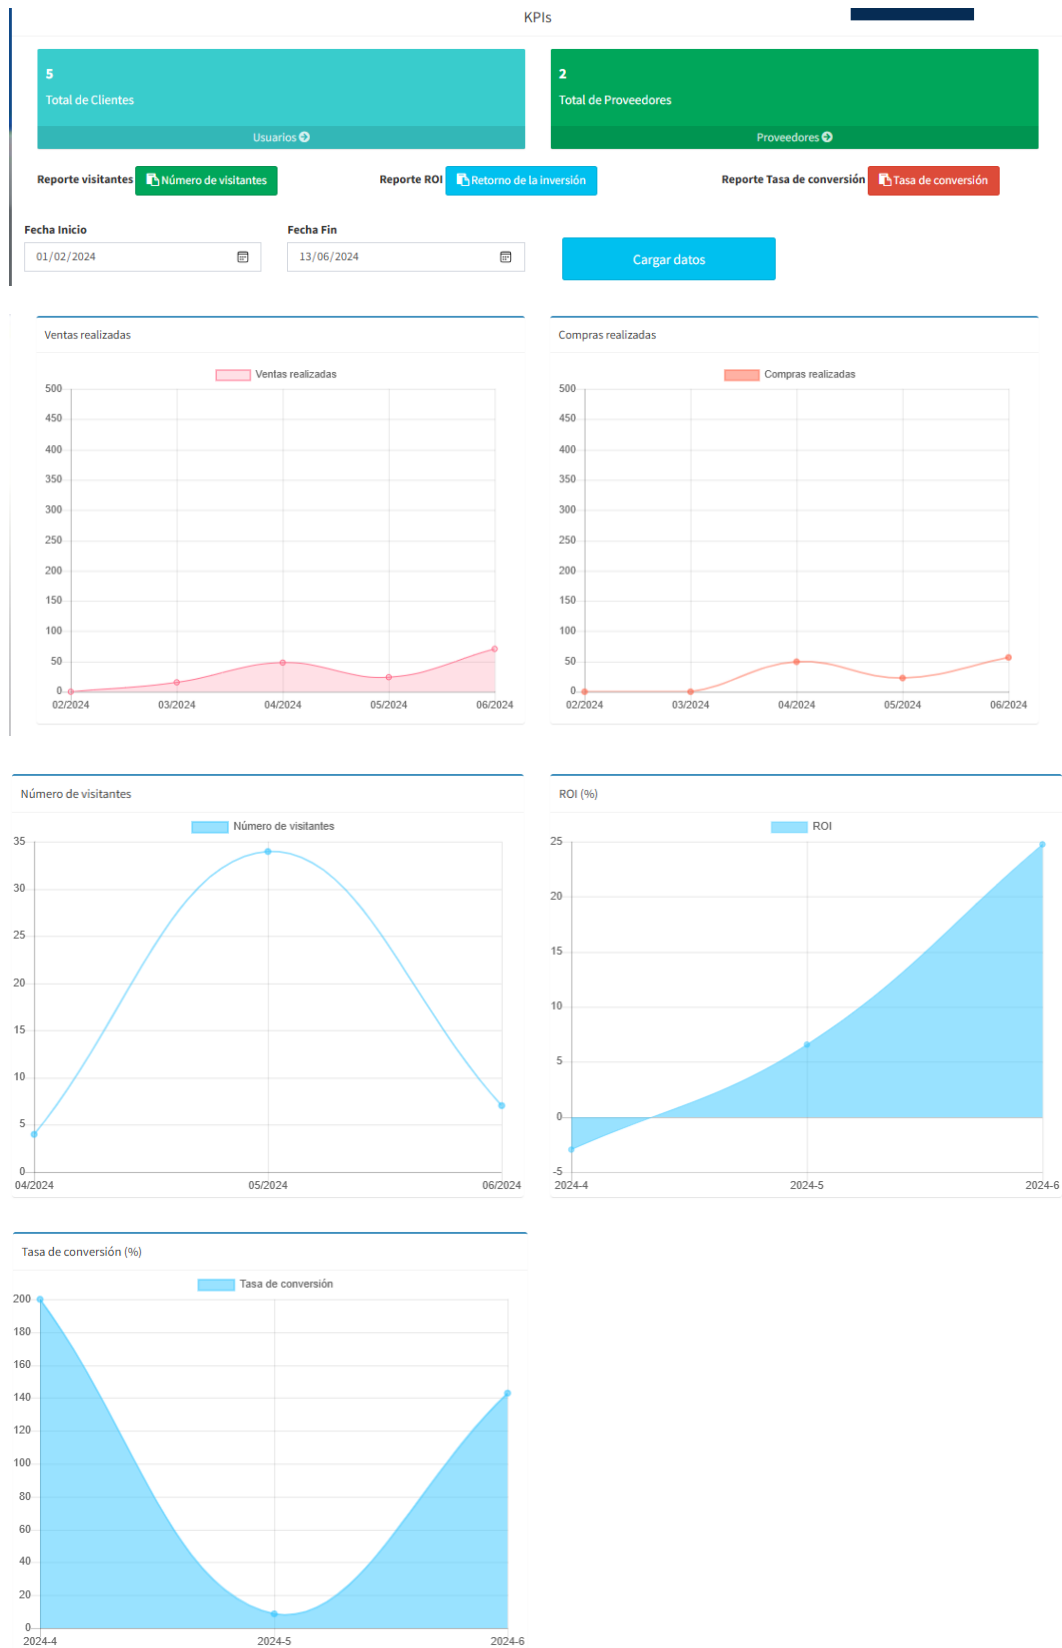 KPIs
5
Total de Clientes
Usuarios
2
Total de Proveedores
Proveedores
Reporte visitantes Número de visitantes
Reporte ROI Retorno de la inversión
Reporte Tasa de conversión Tasa de conversión
Fecha Inicio
01/02/2024
Fecha Fin
13/06/2024
Cargar datos
Ventas realizadas
Ventas realizadas
500
450
400
350
300
250
200
150
100
50
0
02/2024 03/2024 04/2024 05/2024 06/2024
Compras realizadas
Compras realizadas
500
450
400
350
300
250
200
150
100
50
0
02/2024 03/2024 04/2024 05/2024 06/2024
Número de visitantes
Número de visitantes
35
30
25
20
15
10
5
0
04/2024 05/2024 06/2024
ROI (%)
ROI
25
20
15
10
5
0
-5
2024-4 2024-5 2024-6
Tasa de conversión (%)
Tasa de conversión
200
180
160
140
120
100
80
60
40
20
0
2024-4 2024-5 2024-6